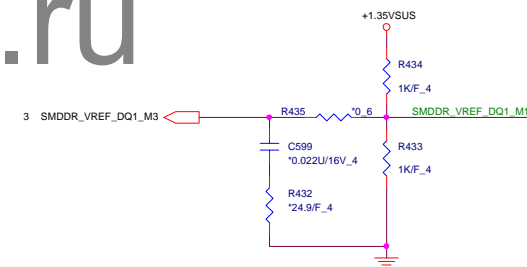 .ru
+1.35VSUS
R434
1K/F_4
3 SMDDR_VREF_DQ1_M3
R435 *0_6 SMDDR_VREF_DQ1_M1
C599
*0.022U/16V_4
R433
1K/F_4
R432
*24.9/F_4